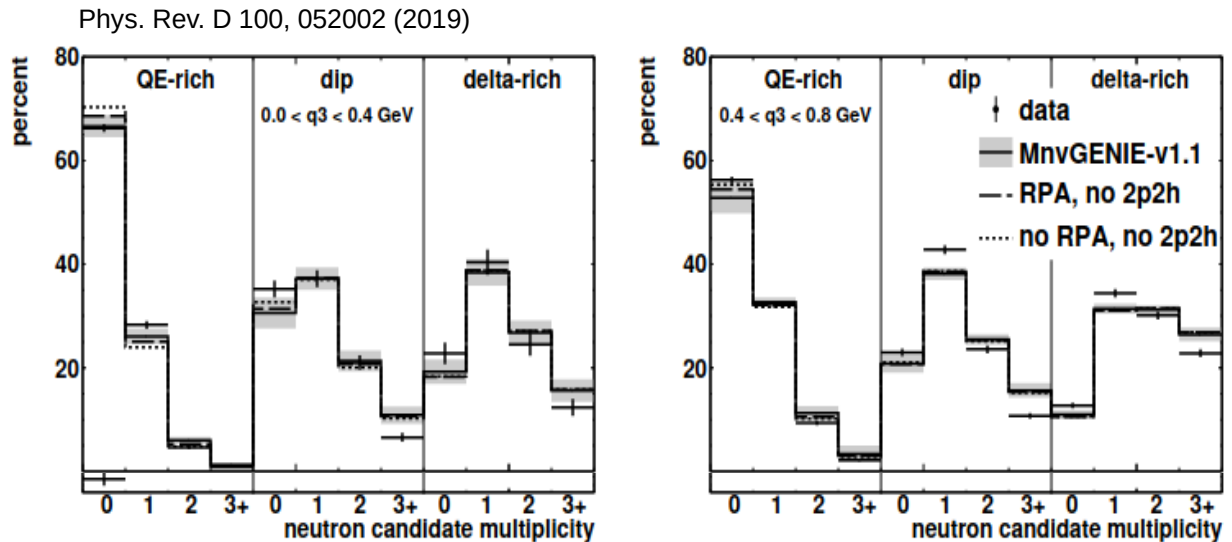 Phys. Rev. D 100, 052002 (2019)
percent
80
60
40
20
QE-rich
dip
delta-rich
0.0 < q3 < 0.4 GeV
0 1 2 3+ 0 1 2 3+ 0 1 2 3+
neutron candidate multiplicity
percent
80
60
40
20
QE-rich
dip
delta-rich
0.4 < q3 < 0.8 GeV
data
MnvGENIE-v1.1
RPA, no 2p2h
no RPA, no 2p2h
0 1 2 3+ 0 1 2 3+ 0 1 2 3+
neutron candidate multiplicity